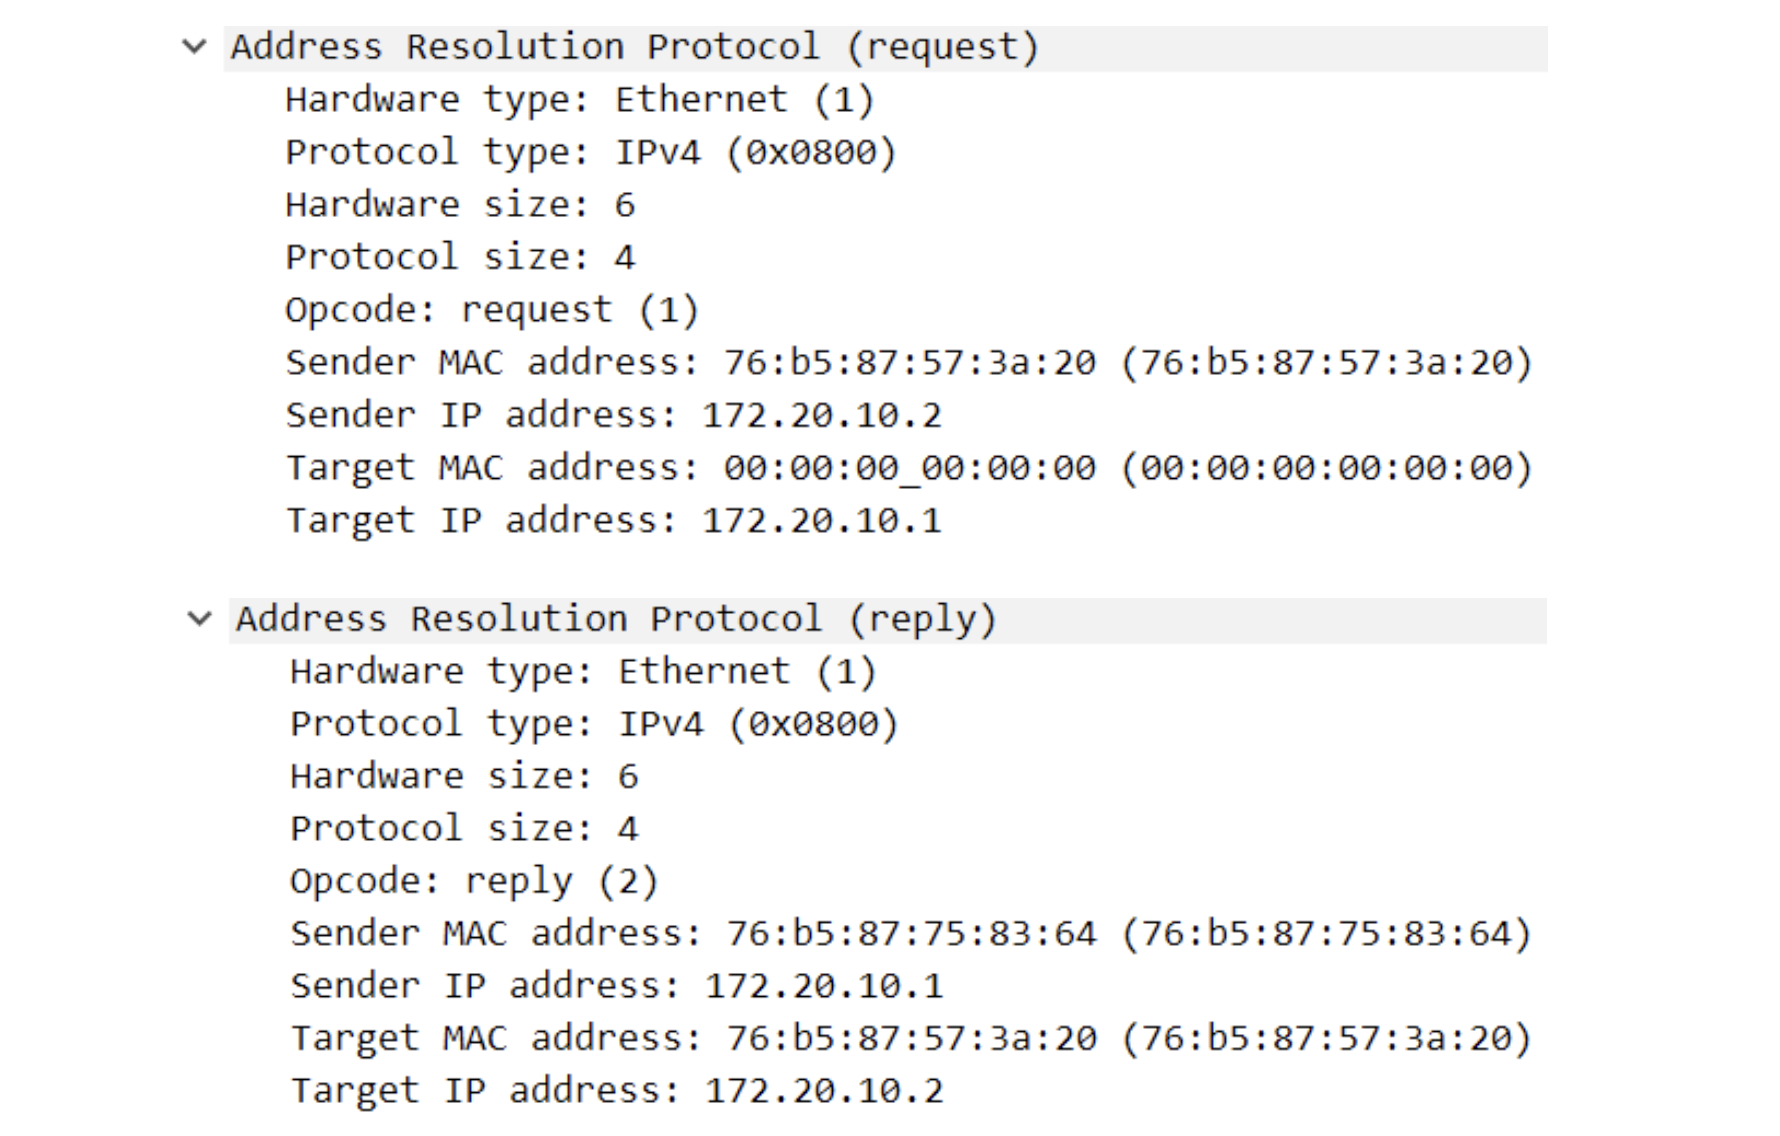 Address Resolution Protocol (request)
Hardware type: Ethernet (1)
Protocol type: IPv4 (0x0800)
Hardware size: 6
Protocol size: 4
Opcode: request (1)
Sender MAC address: 76:b5:87:57:3a:20 (76:b5:87:57:3a:20)
Sender IP address: 172.20.10.2
Target MAC address: 00:00:00_00:00:00 (00:00:00:00:00:00)
Target IP address: 172.20.10.1
Address Resolution Protocol (reply)
Hardware type: Ethernet (1)
Protocol type: IPv4 (0x0800)
Hardware size: 6
Protocol size: 4
Opcode: reply (2)
Sender MAC address: 76:b5:87:75:83:64 (76:b5:87:75:83:64)
Sender IP address: 172.20.10.1
Target MAC address: 76:b5:87:57:3a:20 (76:b5:87:57:3a:20)
Target IP address: 172.20.10.2